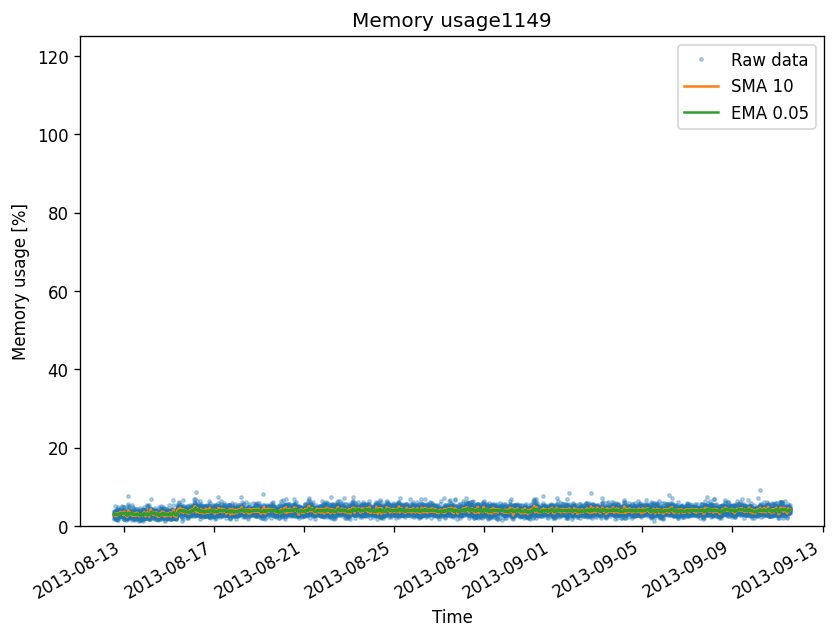 Memory usage1149
Raw data
SMA 10
EMA 0.05
Memory usage [%]
120
100
80
60
40
20
0
2013-08-13
2013-08-17
2013-08-21
2013-08-25
2013-08-29
2013-09-01
2013-09-05
2013-09-09
2013-09-13
Time